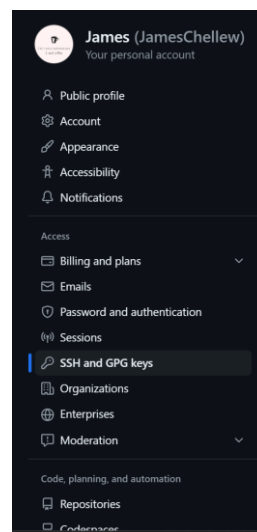 James (JamesChellew)
Your personal account
Public profile
Account
Appearance
Accessibility
Notifications
Access
Billing and plans
Emails
Password and authentication
Sessions
SSH and GPG keys
Organizations
Enterprises
Moderation
Code, planning, and automation
Repositories
Codespaces